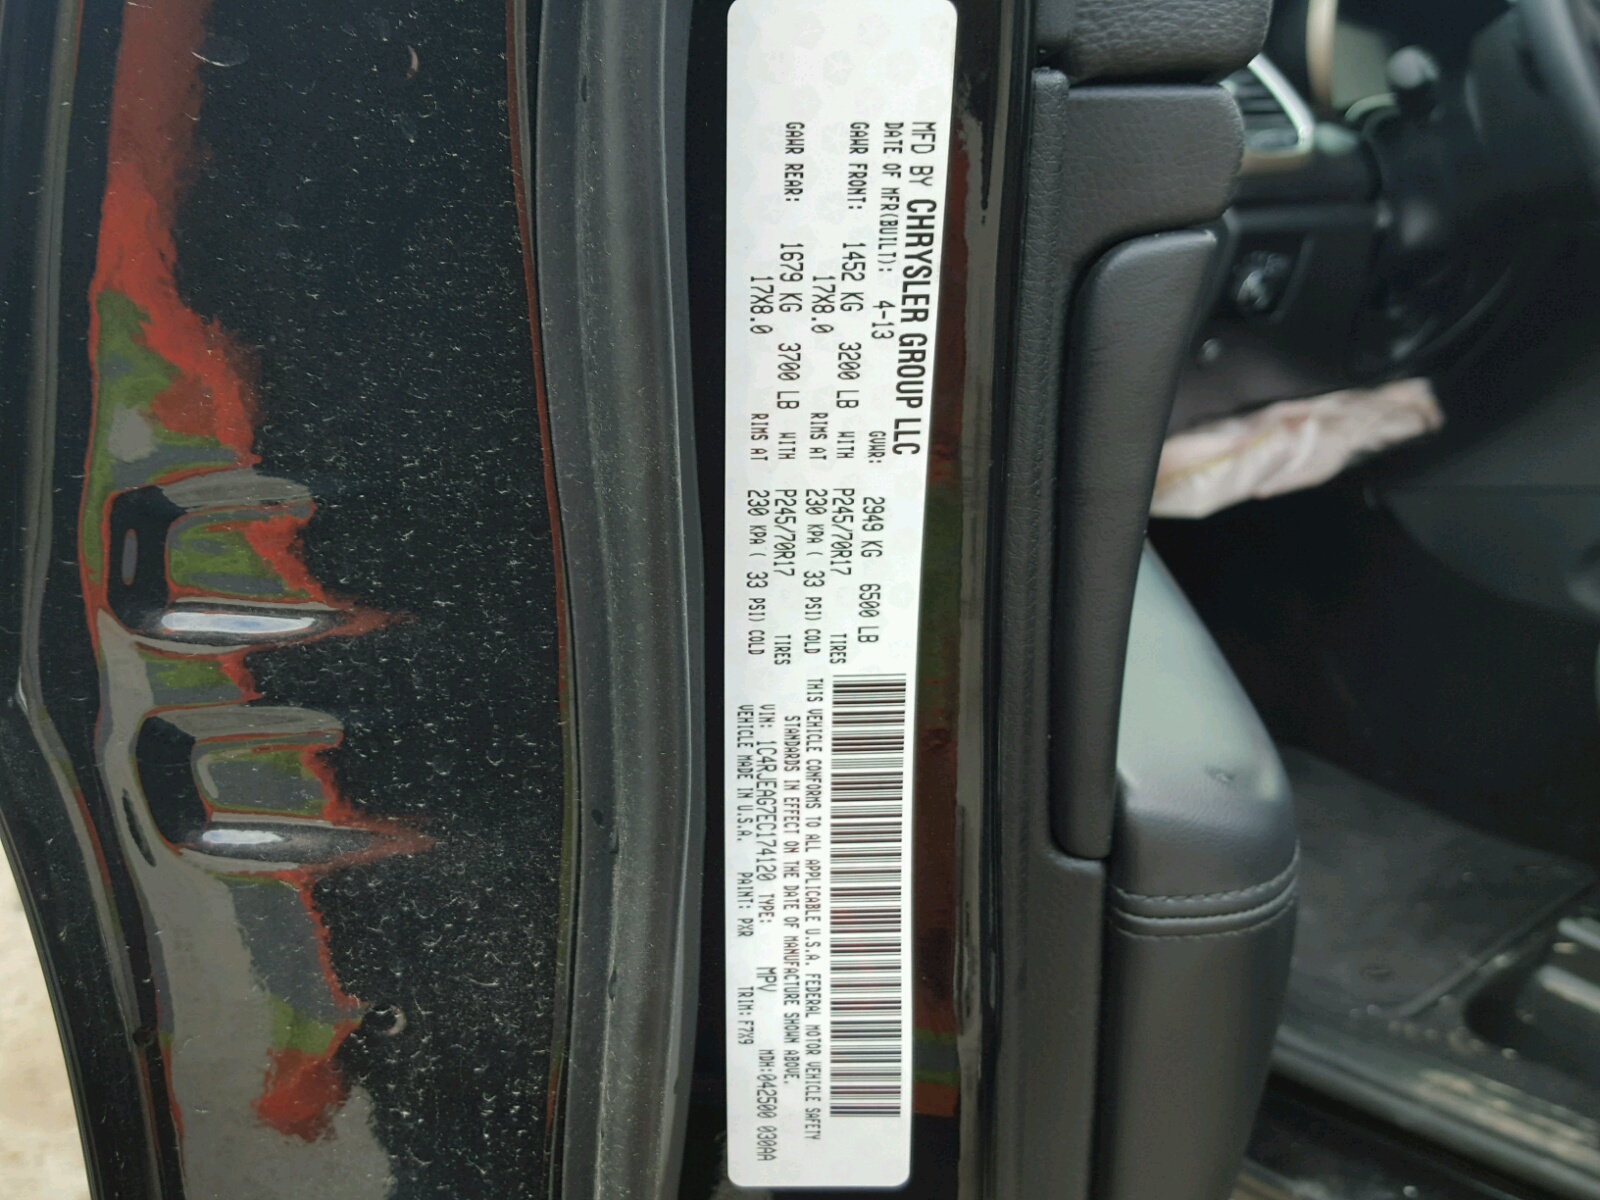 MFD BY CHRYSLER GROUP LLC
DATE OF MFR(BUILT): 4-13 GVWR: 2949 KG 6500 LB
GAWR FRONT: 1452 KG 3200 LB WITH P245/70R17 TIRES
17X8.0 RIMS AT 230 KPA ( 33 PSI) COLD
GAWR REAR: 1679 KG 3700 LB WITH P245/70R17 TIRES
17X8.0 RIMS AT 230 KPA ( 33 PSI) COLD
THIS VEHICLE CONFORMS TO ALL APPLICABLE U.S.A. FEDERAL MOTOR VEHICLE SAFETY
STANDARDS IN EFFECT ON THE DATE OF MANUFACTURE SHOWN ABOVE.
VIN: 1C4RJEAG7EC174120 TYPE: MPV MDH:042500 030AA
VEHICLE MADE IN U.S.A. PAINT: PXR TRIM: F7X9